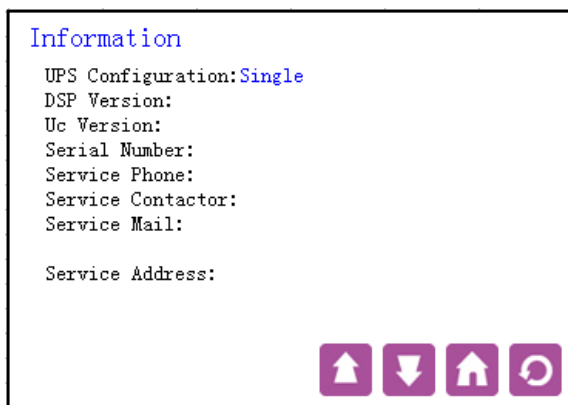 Information
UPS Configuration:Single
DSP Version:
Uc Version:
Serial Number:
Service Phone:
Service Contactor:
Service Mail:
Service Address: